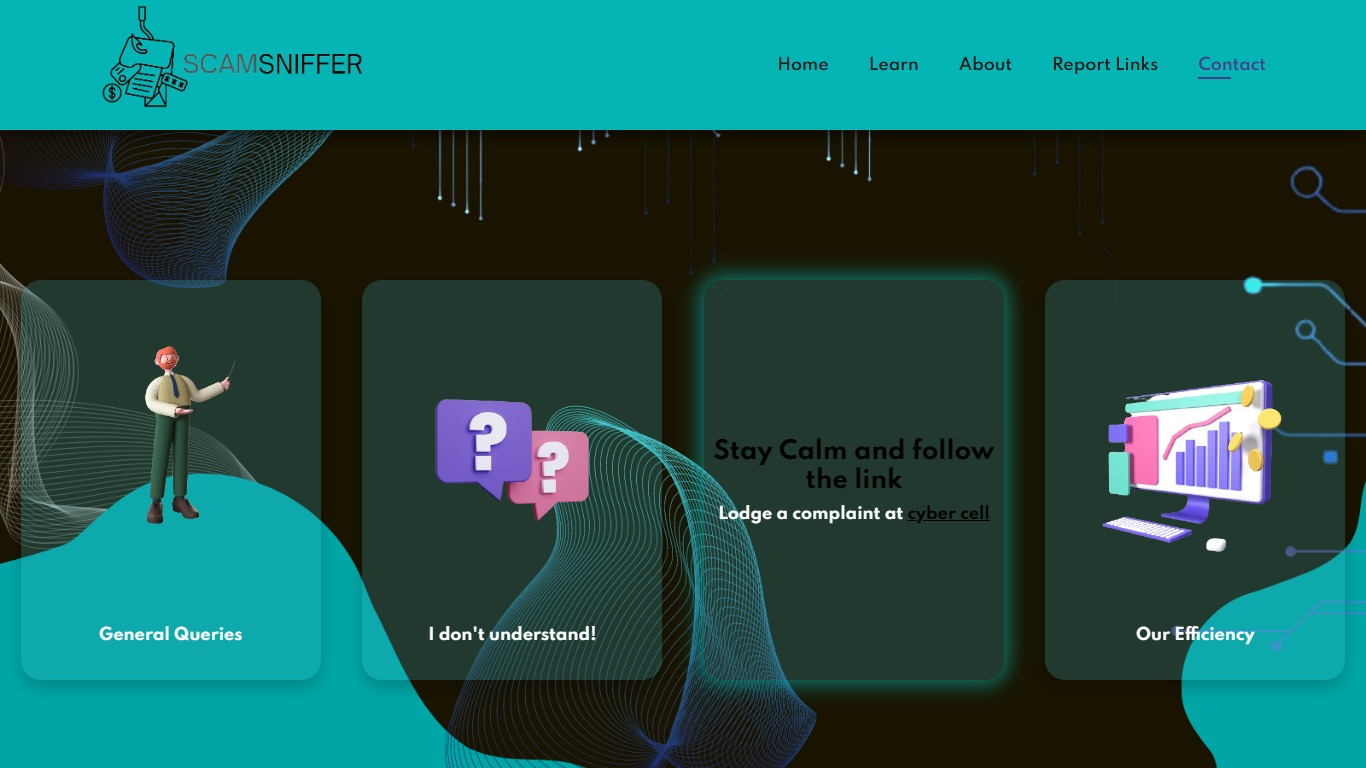 SCAMSNIFFER
Home
Learn
About
Report Links
Contact
? ?
Stay Calm and follow
the link
Lodge a complaint at cyber cell
General Queries
I don't understand!
Our Efficiency